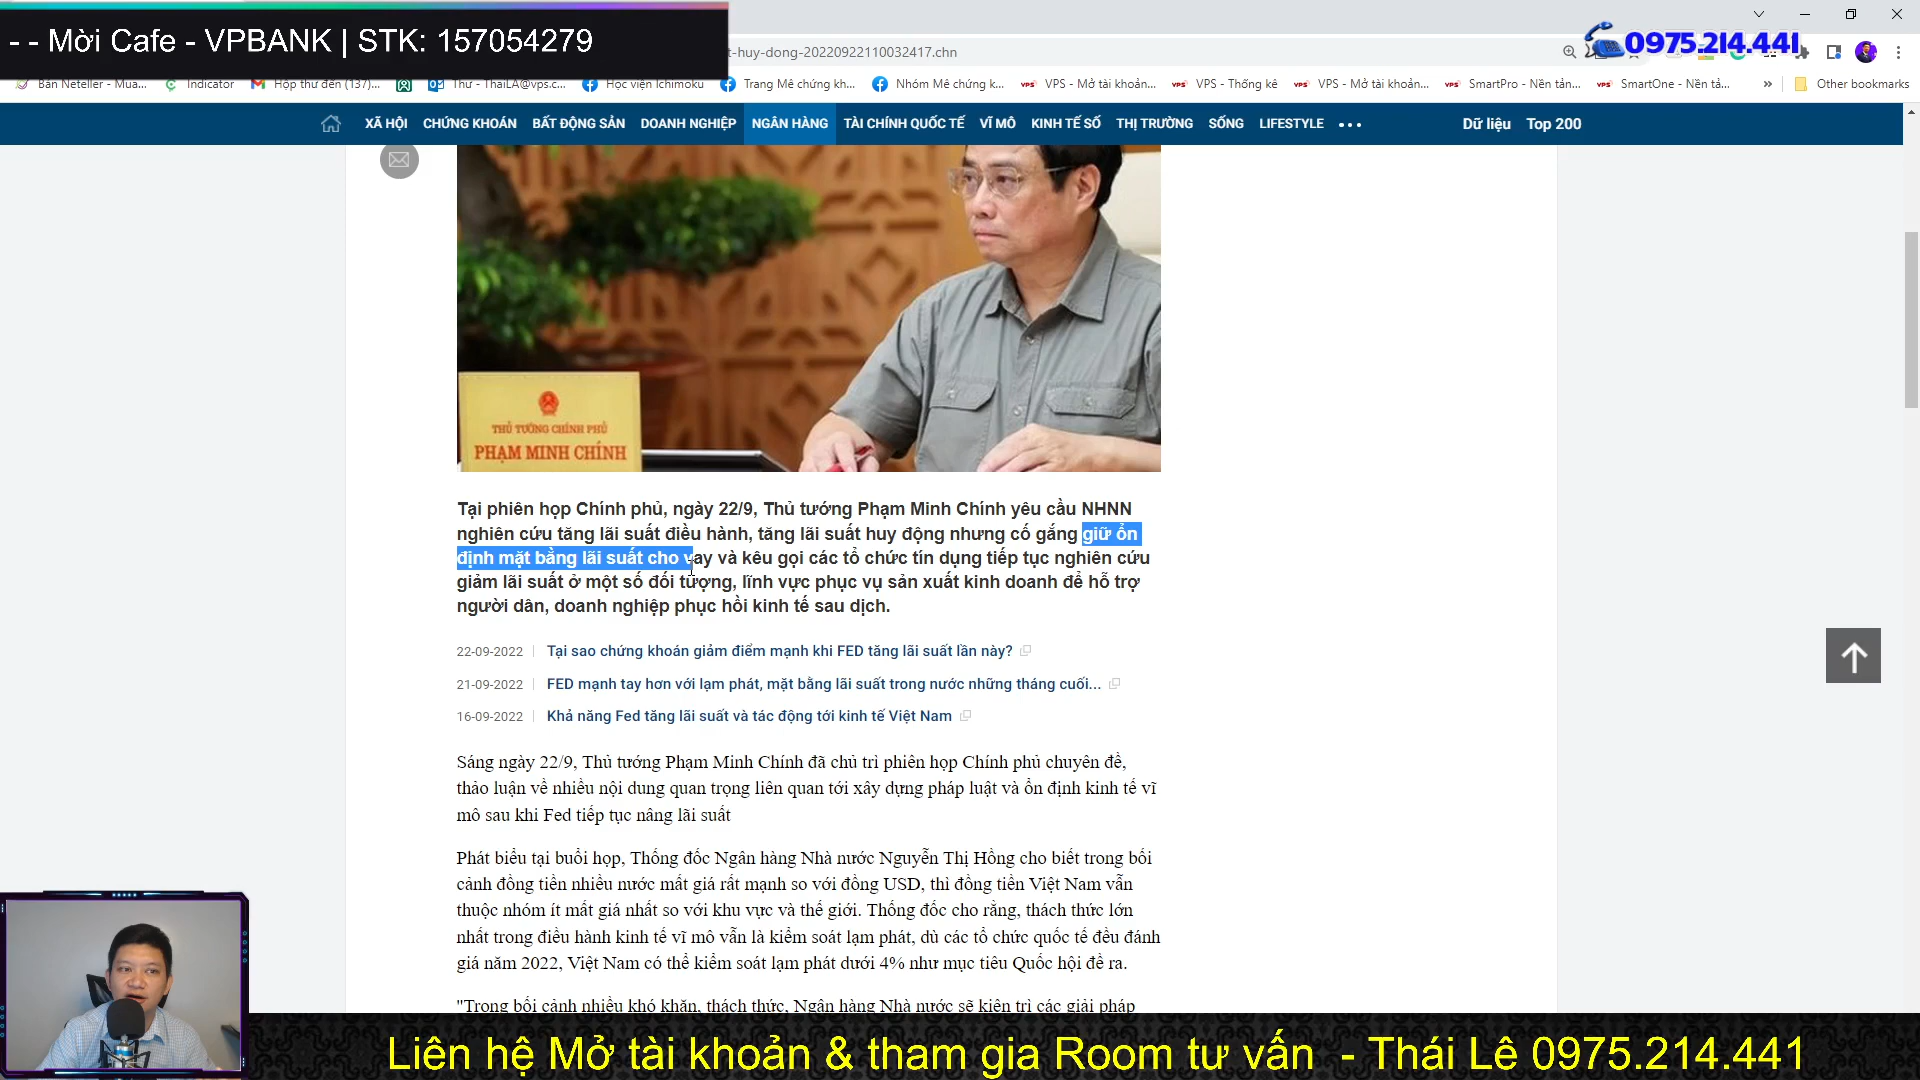 - - Mời Cafe - VPBANK | STK: 157054279
t-huy-dong-20220922110032417.chn
0975.214.441
Bán Neteller - Mua...
Indicator
Hộp thư đến (137)...
Thư - ThaiLA@vps.c...
Học viện Ichimoku
Trang Mê chứng kh...
Nhóm Mê chứng k...
VPS - Mở tài khoản...
VPS - Thống kê
VPS - Mở tài khoản...
SmartPro - Nền tản...
SmartOne - Nền tả...
»
Other bookmarks
XÃ HỘI CHỨNG KHOÁN BẤT ĐỘNG SẢN DOANH NGHIỆP NGÂN HÀNG TÀI CHÍNH QUỐC TẾ VĨ MÔ KINH TẾ SỐ THỊ TRƯỜNG SỐNG LIFESTYLE Dữ liệu Top 200
THỦ TƯỚNG CHÍNH PHỦ
PHẠM MINH CHÍNH
Tại phiên họp Chính phủ, ngày 22/9, Thủ tướng Phạm Minh Chính yêu cầu NHNN
nghiên cứu tăng lãi suất điều hành, tăng lãi suất huy động nhưng cố gắng giữ ổn
định mặt bằng lãi suất cho vay và kêu gọi các tổ chức tín dụng tiếp tục nghiên cứu
giảm lãi suất ở một số đối tượng, lĩnh vực phục vụ sản xuất kinh doanh để hỗ trợ
người dân, doanh nghiệp phục hồi kinh tế sau dịch.
22-09-2022 Tại sao chứng khoán giảm điểm mạnh khi FED tăng lãi suất lần này?
21-09-2022 FED mạnh tay hơn với lạm phát, mặt bằng lãi suất trong nước những tháng cuối...
16-09-2022 Khả năng Fed tăng lãi suất và tác động tới kinh tế Việt Nam
Sáng ngày 22/9, Thủ tướng Phạm Minh Chính đã chủ trì phiên họp Chính phủ chuyên đề,
thảo luận về nhiều nội dung quan trọng liên quan tới xây dựng pháp luật và ổn định kinh tế vĩ
mô sau khi Fed tiếp tục nâng lãi suất
Phát biểu tại buổi họp, Thống đốc Ngân hàng Nhà nước Nguyễn Thị Hồng cho biết trong bối
cảnh đồng tiền nhiều nước mất giá rất mạnh so với đồng USD, thì đồng tiền Việt Nam vẫn
thuộc nhóm ít mất giá nhất so với khu vực và thế giới. Thống đốc cho rằng, thách thức lớn
nhất trong điều hành kinh tế vĩ mô vẫn là kiểm soát lạm phát, dù các tổ chức quốc tế đều đánh
giá năm 2022, Việt Nam có thể kiểm soát lạm phát dưới 4% như mục tiêu Quốc hội đề ra.
"Trong bối cảnh nhiều khó khăn, thách thức, Ngân hàng Nhà nước sẽ kiên trì các giải pháp
Liên hệ Mở tài khoản & tham gia Room tư vấn - Thái Lê 0975.214.441